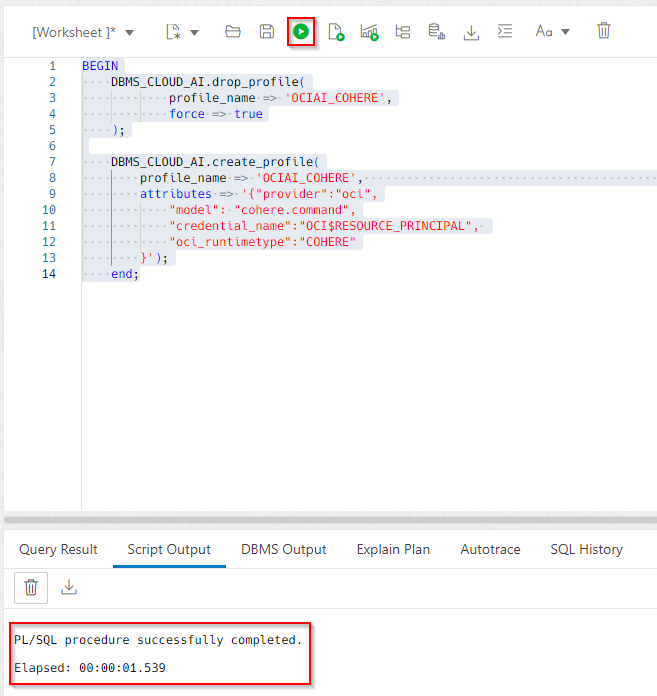 [Worksheet ]*
Aa
1 BEGIN
2 DBMS_CLOUD_AI.drop_profile(
3 profile_name => 'OCIAI_COHERE',
4 force => true
5 );
6
7 DBMS_CLOUD_AI.create_profile(
8 profile_name => 'OCIAI_COHERE',
9 attributes => '{"provider":"oci",
10 "model": "cohere.command",
11 "credential_name":"OCI$RESOURCE_PRINCIPAL",
12 "oci_runtimetype":"COHERE"
13 }');
14 end;
Query Result Script Output DBMS Output Explain Plan Autotrace SQL History
PL/SQL procedure successfully completed.
Elapsed: 00:00:01.539